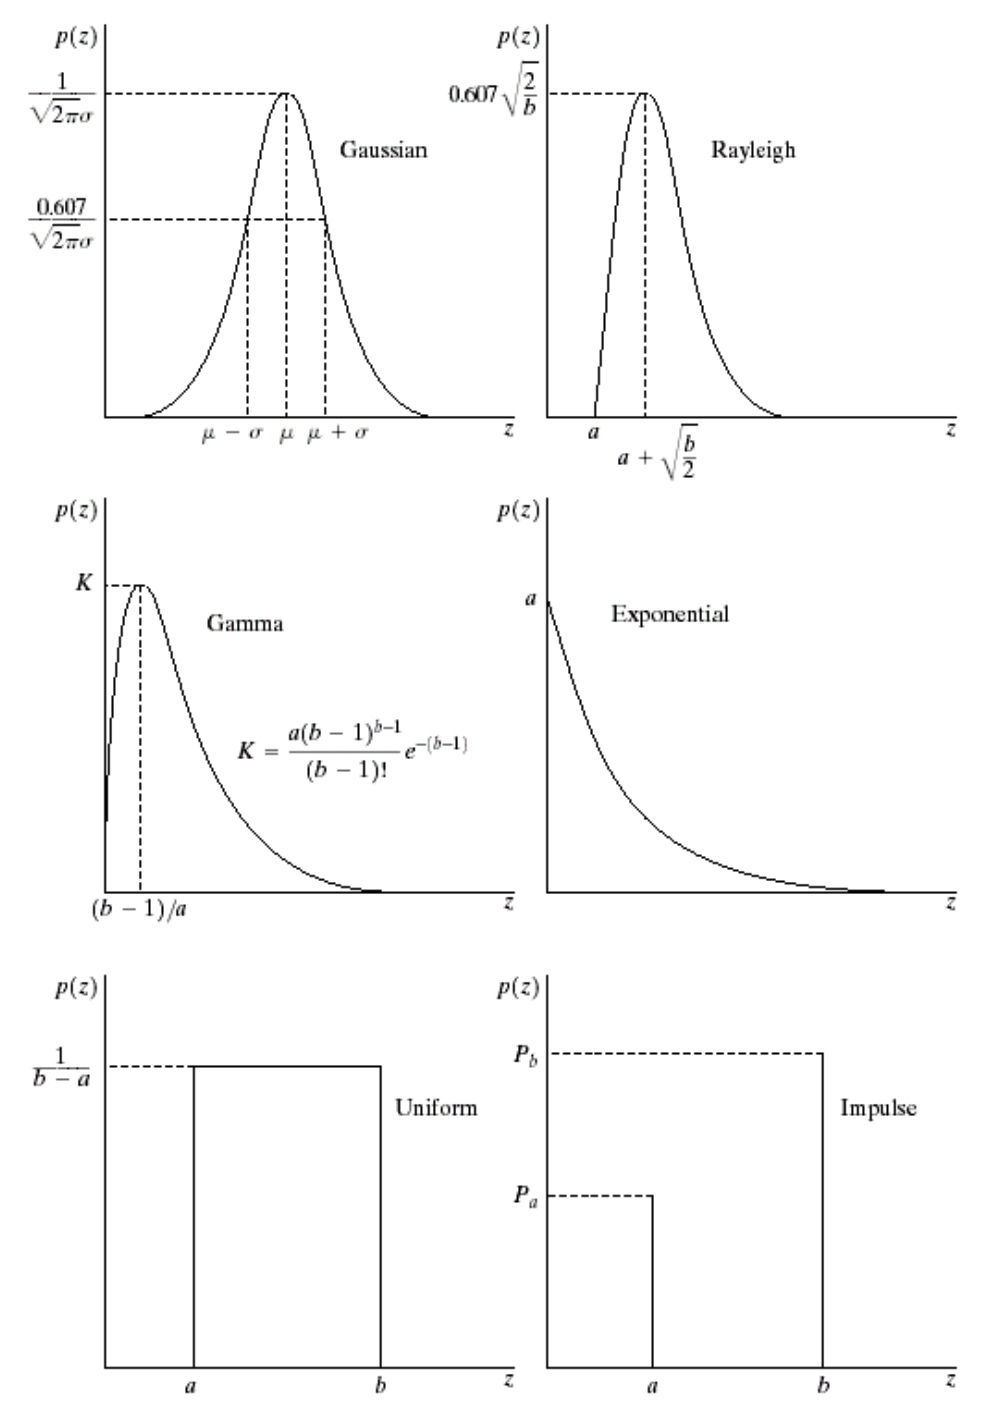 p(z)
1/√2πσ
Gaussian
0.607/√2πσ
μ − σ μ μ + σ z
p(z)
0.607√2/b
Rayleigh
a z
a + √b/2
p(z)
K
Gamma
K = a(b − 1)^b−1/(b − 1)! e^−(b−1)
(b − 1)/a z
p(z)
a
Exponential
z
p(z)
1/b − a
Uniform
a b z
p(z)
P_b
Impulse
P_a
a b z